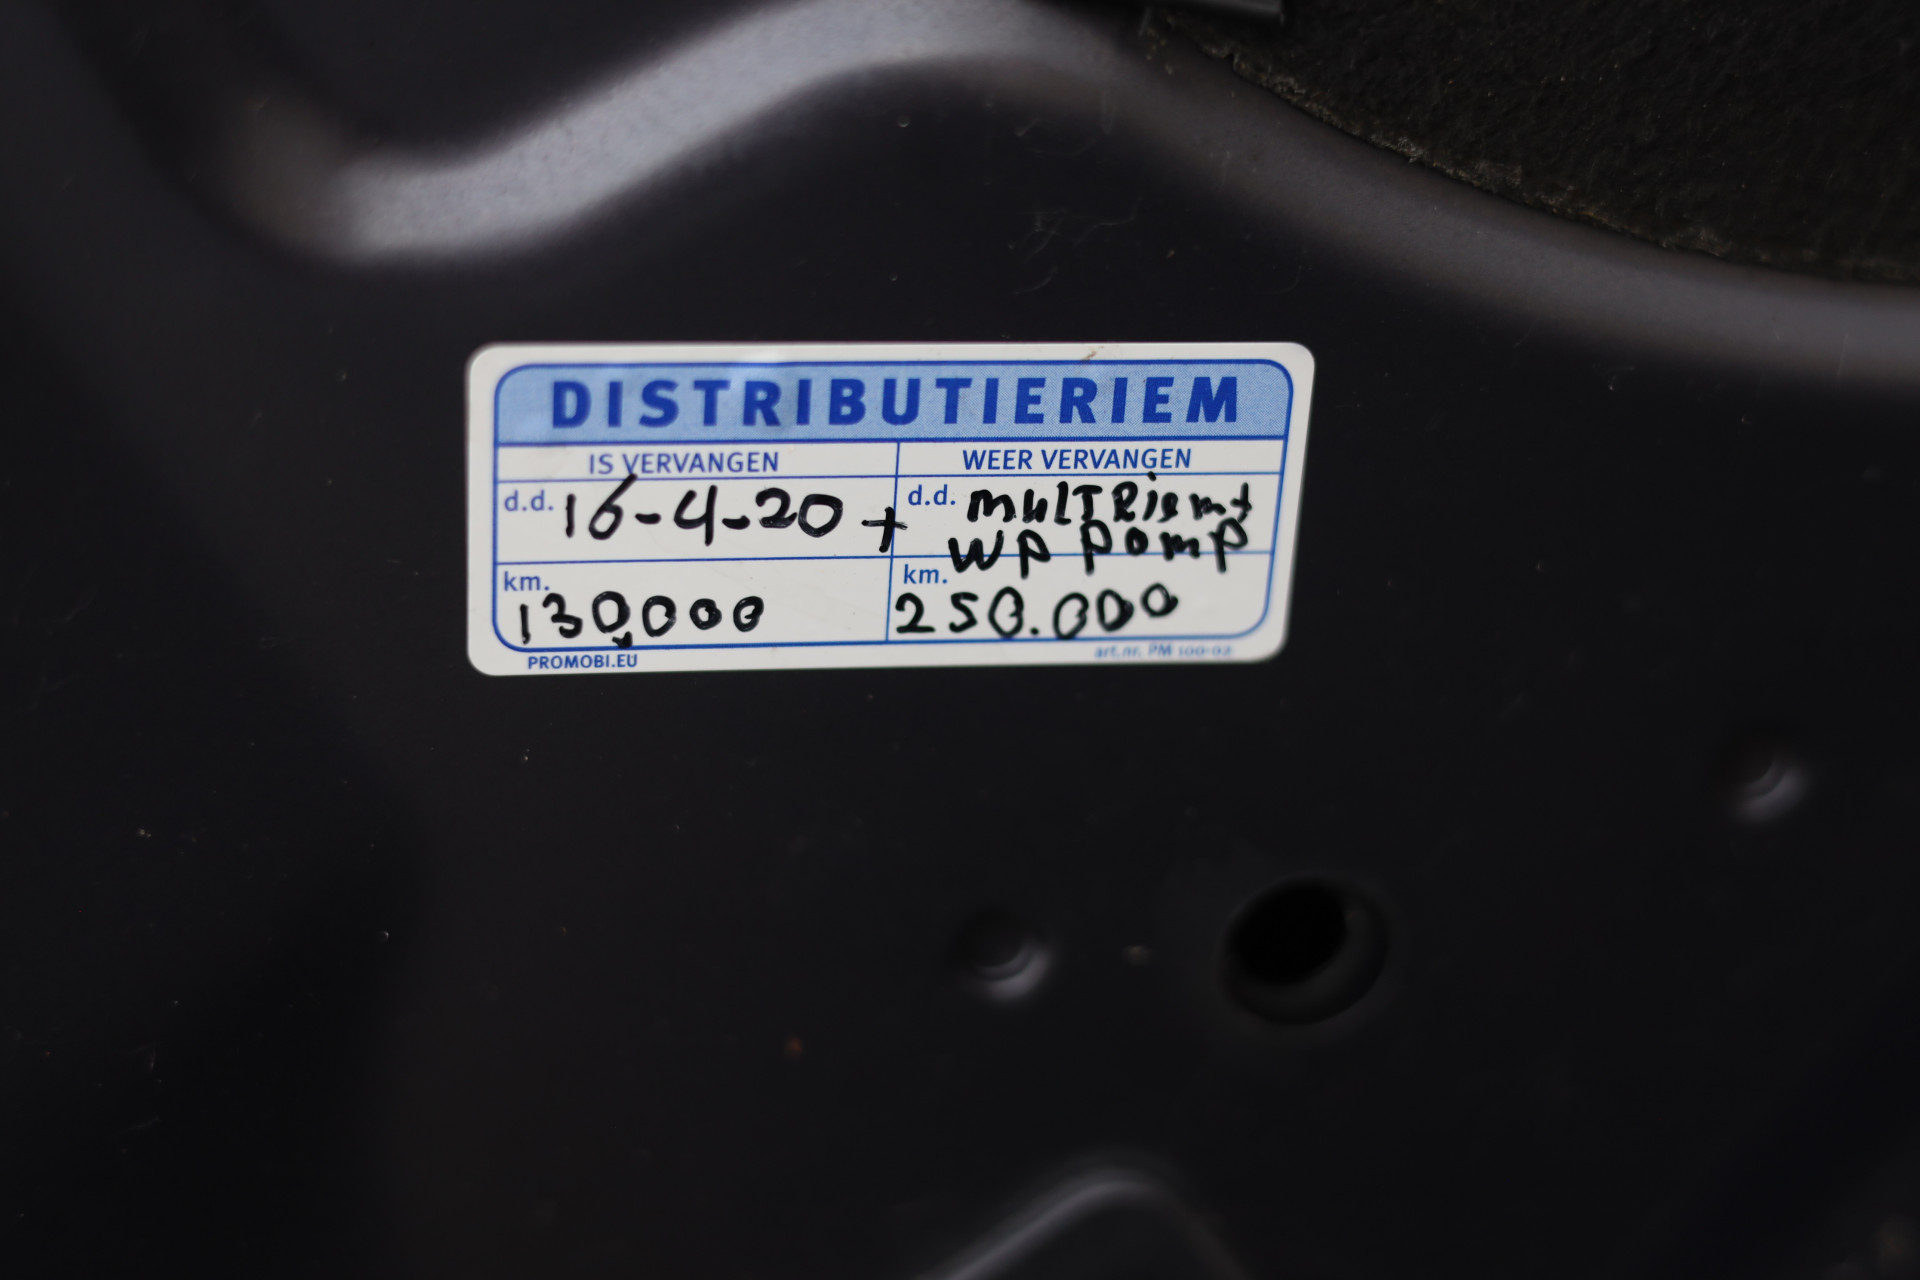 DISTRIBUTIERIEM
IS VERVANGEN
WEER VERVANGEN
d.d. 16-4-20 +
d.d. multRiem +
WP Pomp
km.
130.000
km.
250.000
PROMOBI.EU
art.nr. PM 100-02